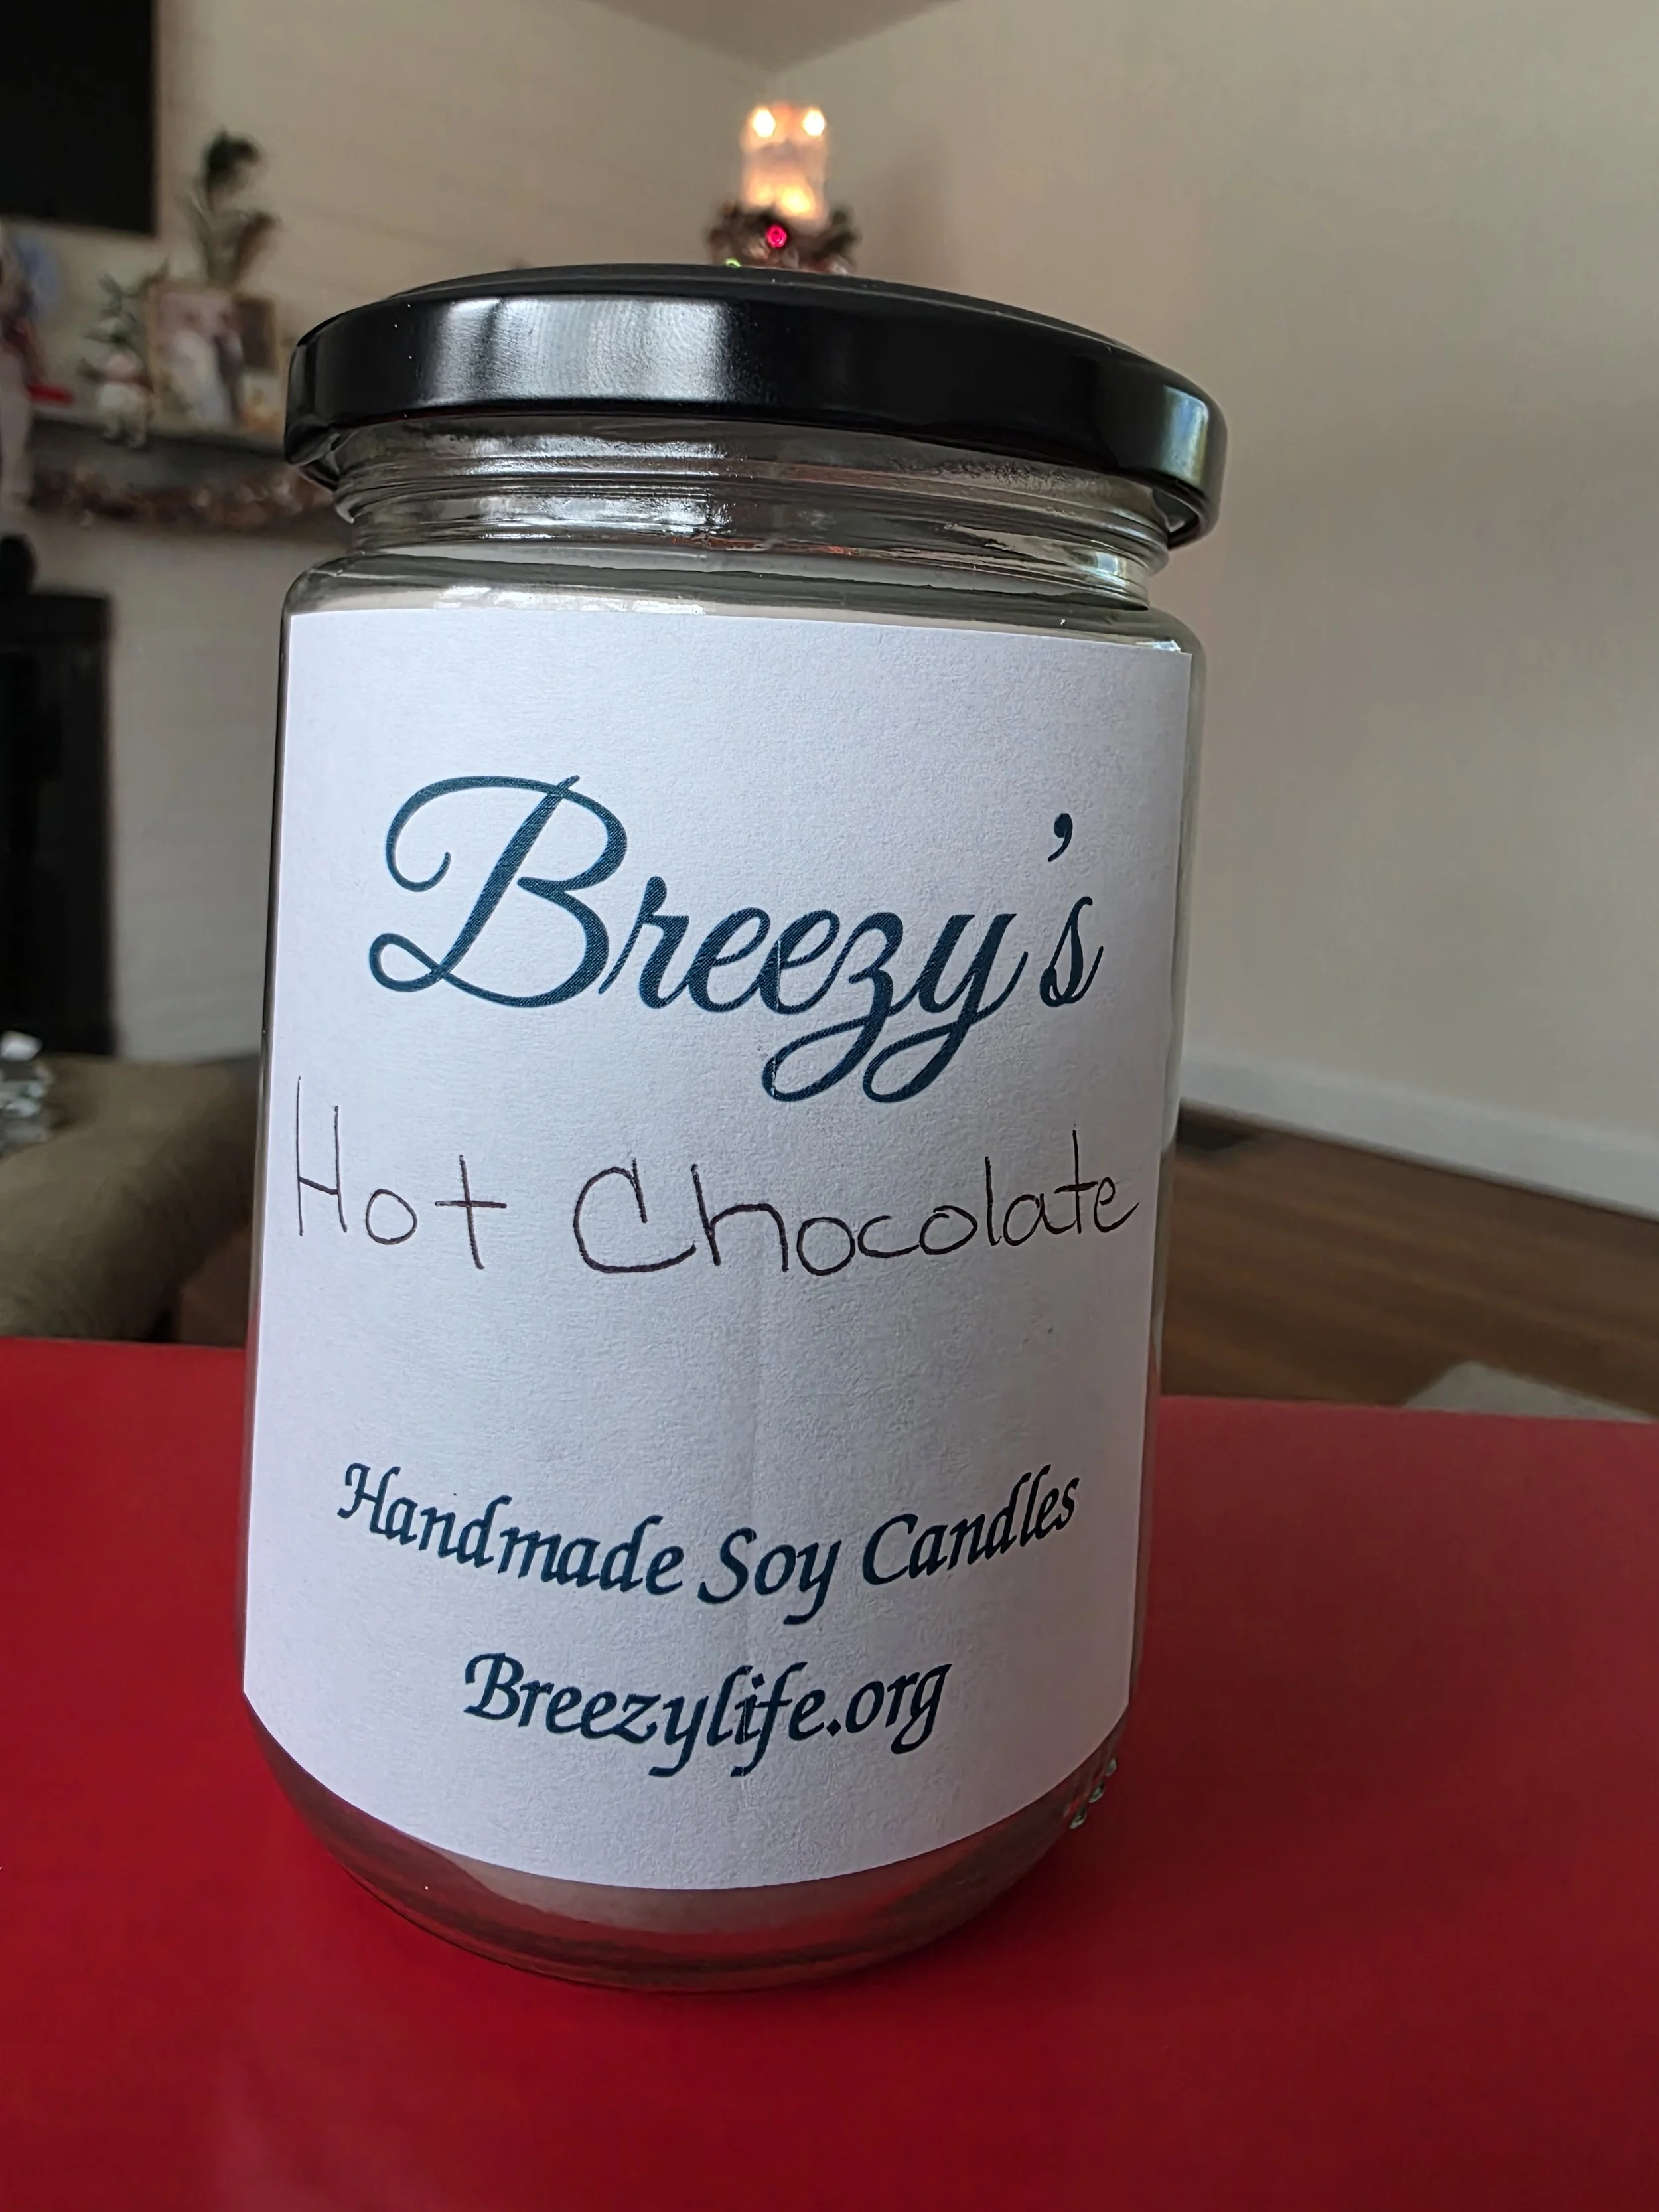 Breezy's
Hot Chocolate
Handmade Soy Candles
Breezylife.org